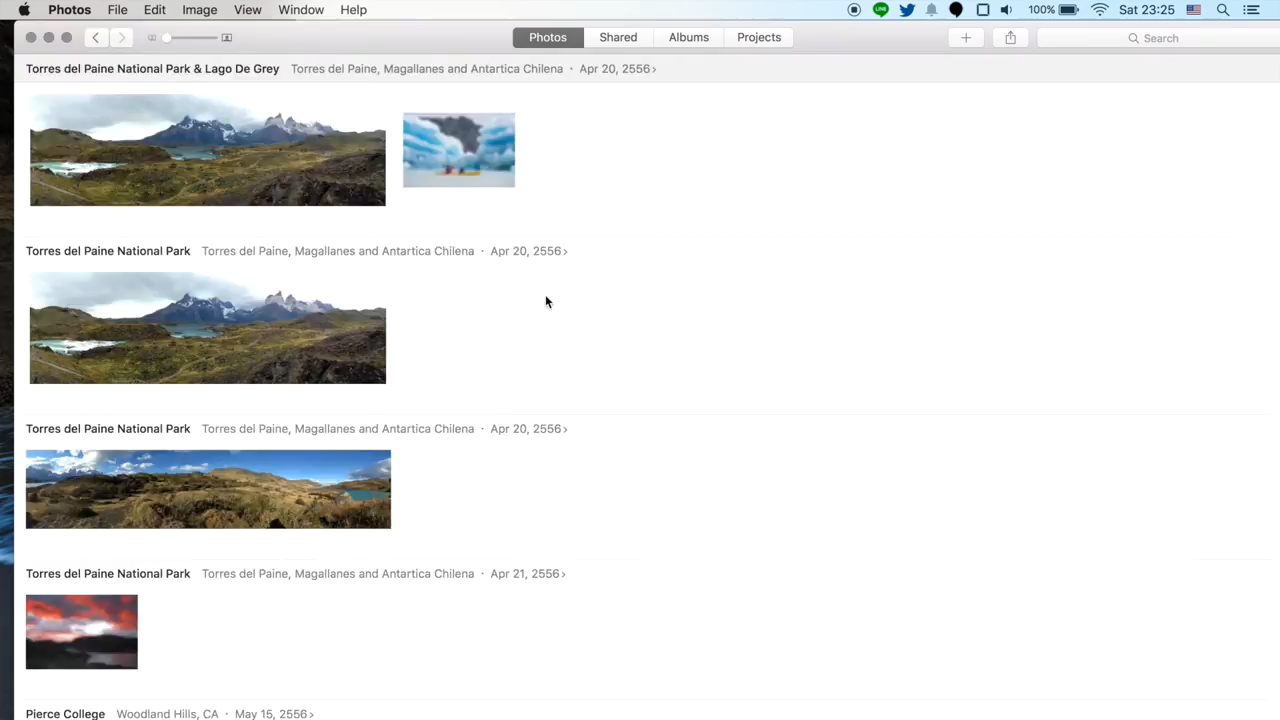 Photos File Edit Image View Window Help 100% Sat 23:25
Photos Shared Albums Projects Search
Torres del Paine National Park & Lago De Grey Torres del Paine, Magallanes and Antartica Chilena · Apr 20, 2556 ›
Torres del Paine National Park Torres del Paine, Magallanes and Antartica Chilena · Apr 20, 2556 ›
Torres del Paine National Park Torres del Paine, Magallanes and Antartica Chilena · Apr 20, 2556 ›
Torres del Paine National Park Torres del Paine, Magallanes and Antartica Chilena · Apr 21, 2556 ›
Pierce College Woodland Hills, CA · May 15, 2556 ›